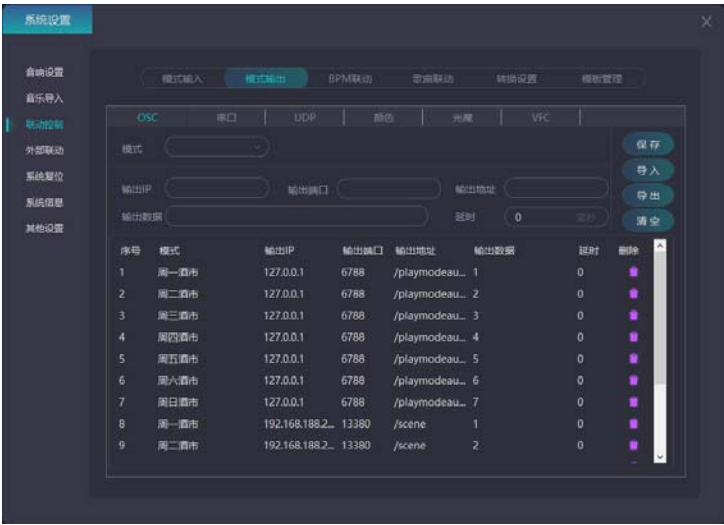 系统设置
音响设置
音乐导入
联动控制
外部联动
系统复位
系统信息
其他设置
模式输入 模式输出 BPM联动 歌曲联动 转换设置 模板管理
OSC 串口 UDP 颜色 光魔 VFC
模式
输出IP 输出端口 输出地址
输出数据 延时 0 毫秒
保存
导入
导出
清空
序号 模式 输出IP 输出端口 输出地址 输出数据 延时 删除
1 周一酒市 127.0.0.1 6788 /playmodeau... 1 0
2 周二酒市 127.0.0.1 6788 /playmodeau... 2 0
3 周三酒市 127.0.0.1 6788 /playmodeau... 3 0
4 周四酒市 127.0.0.1 6788 /playmodeau... 4 0
5 周五酒市 127.0.0.1 6788 /playmodeau... 5 0
6 周六酒市 127.0.0.1 6788 /playmodeau... 6 0
7 周日酒市 127.0.0.1 6788 /playmodeau... 7 0
8 周一酒市 192.168.188.2... 13380 /scene 1 0
9 周二酒市 192.168.188.2... 13380 /scene 2 0